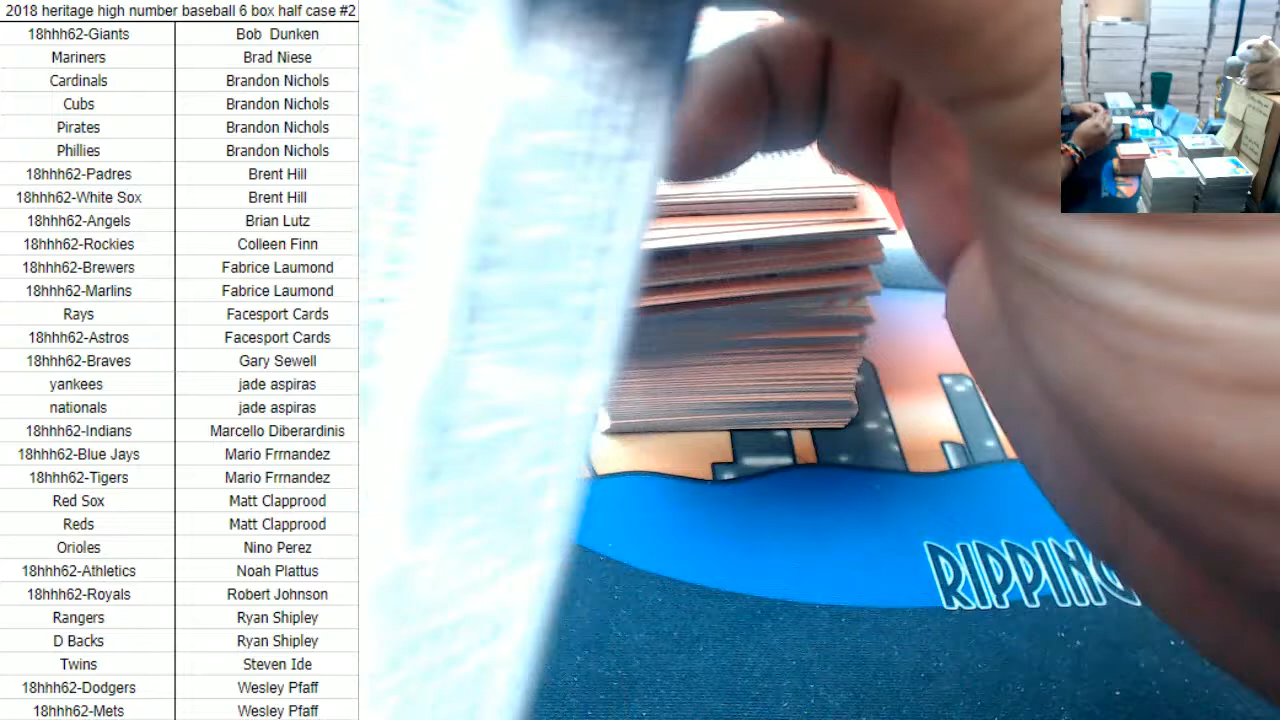 2018 heritage high number baseball 6 box half case #2
18hhh62-Giants Bob Dunken
Mariners Brad Niese
Cardinals Brandon Nichols
Cubs Brandon Nichols
Pirates Brandon Nichols
Phillies Brandon Nichols
18hhh62-Padres Brent Hill
18hhh62-White Sox Brent Hill
18hhh62-Angels Brian Lutz
18hhh62-Rockies Colleen Finn
18hhh62-Brewers Fabrice Laumond
18hhh62-Marlins Fabrice Laumond
Rays Facesport Cards
18hhh62-Astros Facesport Cards
18hhh62-Braves Gary Sewell
yankees jade aspiras
nationals jade aspiras
18hhh62-Indians Marcello Diberardinis
18hhh62-Blue Jays Mario Frrnandez
18hhh62-Tigers Mario Frrnandez
Red Sox Matt Clapprood
Reds Matt Clapprood
Orioles Nino Perez
18hhh62-Athletics Noah Plattus
18hhh62-Royals Robert Johnson
Rangers Ryan Shipley
D Backs Ryan Shipley
Twins Steven Ide
18hhh62-Dodgers Wesley Pfaff
18hhh62-Mets Wesley Pfaff
RIPPING